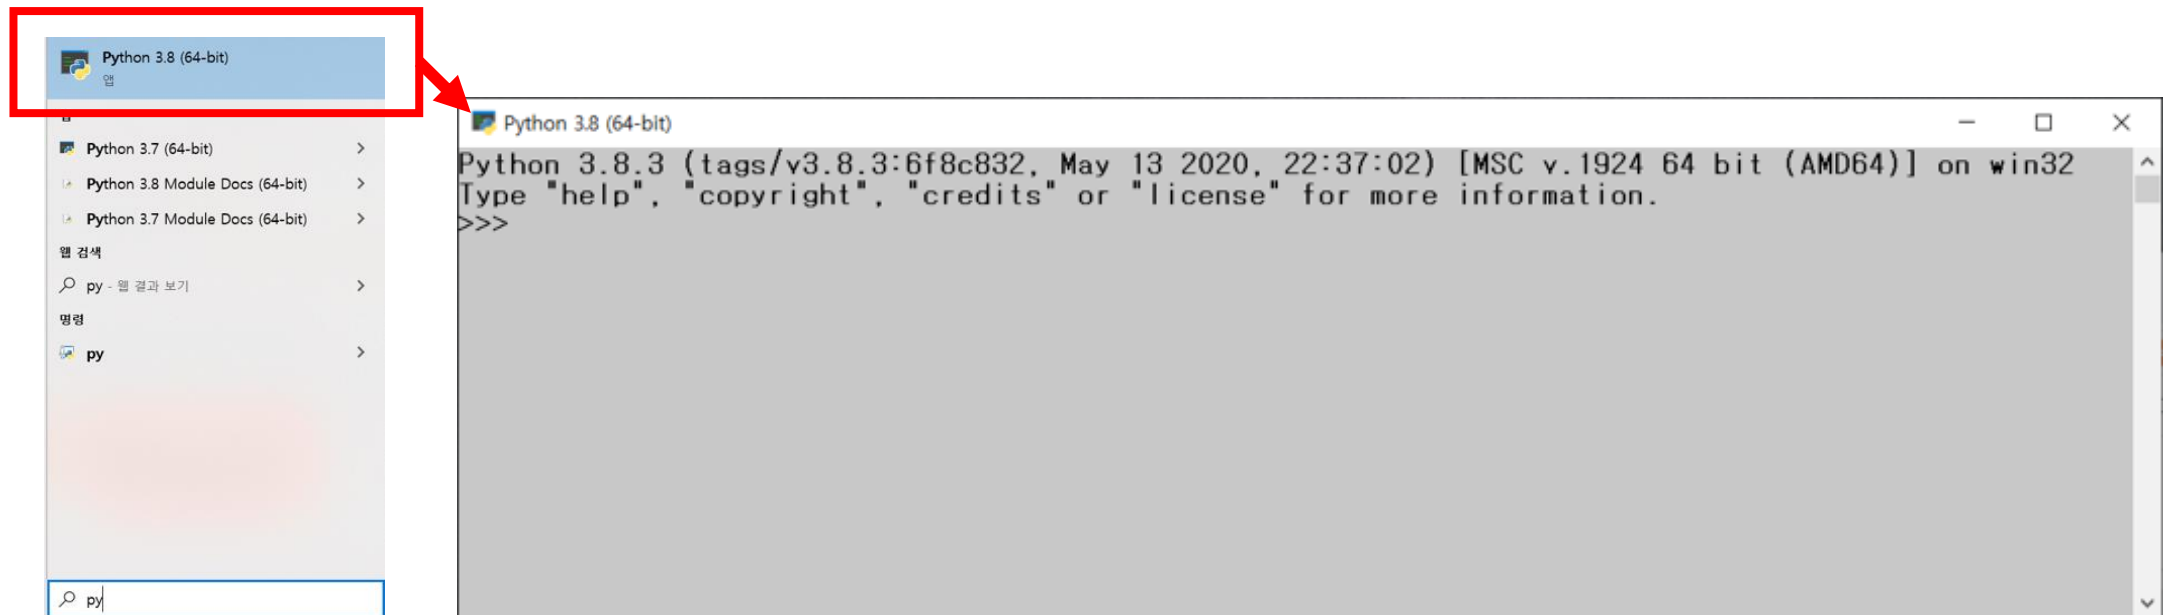 Python 3.8 (64-bit)
앱
Python 3.7 (64-bit)
Python 3.8 Module Docs (64-bit)
Python 3.7 Module Docs (64-bit)
웹 검색
py - 웹 결과 보기
명령
py
py
Python 3.8 (64-bit)
Python 3.8.3 (tags/v3.8.3:6f8c832, May 13 2020, 22:37:02) [MSC v.1924 64 bit (AMD64)] on win32
Type "help", "copyright", "credits" or "license" for more information.
>>>